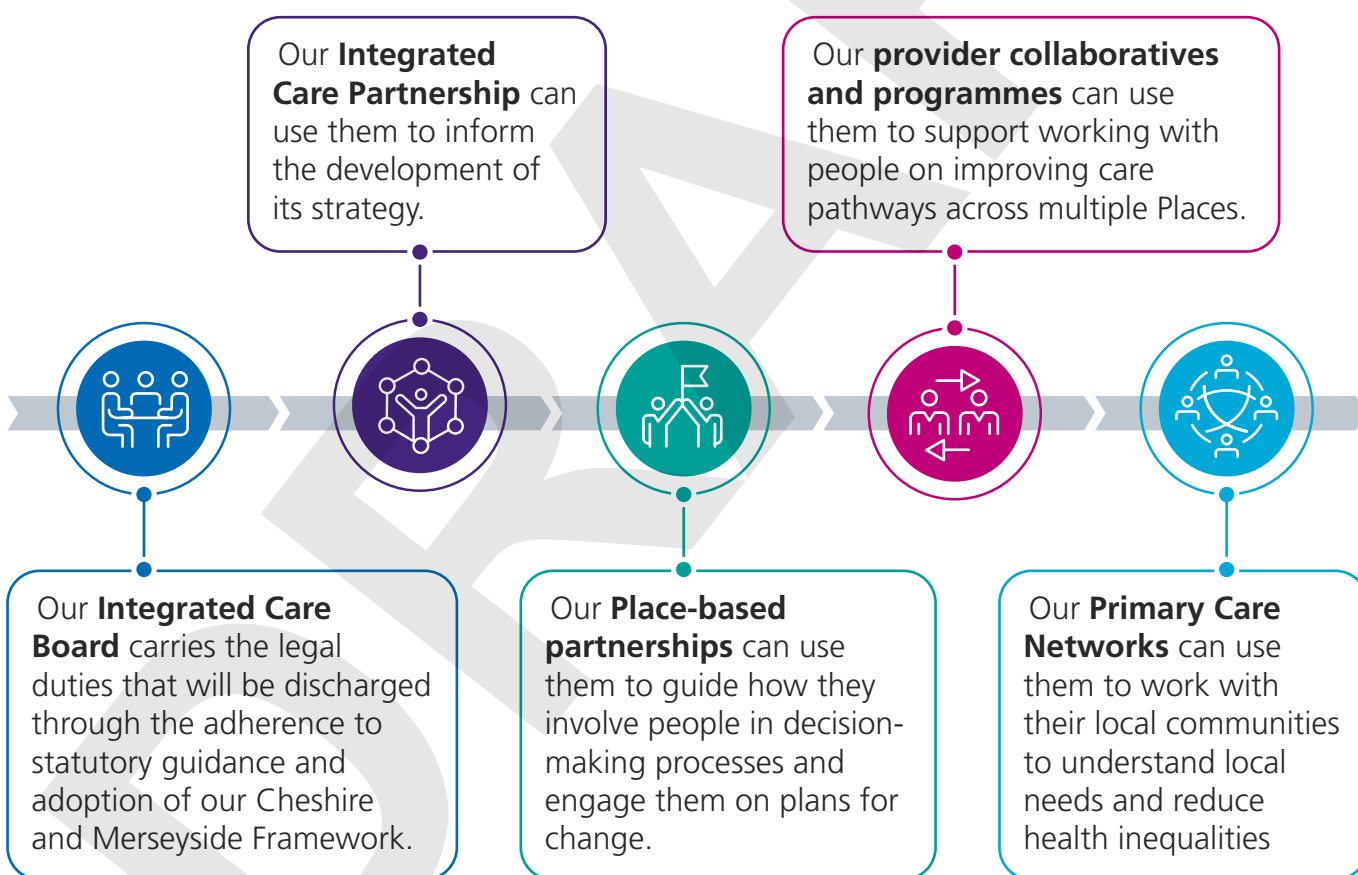 Our Integrated
Care Partnership can
use them to inform
the development of
its strategy.
Our provider collaboratives
and programmes can use
them to support working with
people on improving care
pathways across multiple Places.
Our Integrated Care
Board carries the legal
duties that will be discharged
through the adherence to
statutory guidance and
adoption of our Cheshire
and Merseyside Framework.
Our Place-based
partnerships can use
them to guide how they
involve people in decision-
making processes and
engage them on plans for
change.
Our Primary Care
Networks can use
them to work with
their local communities
to understand local
needs and reduce
health inequalities
DRA